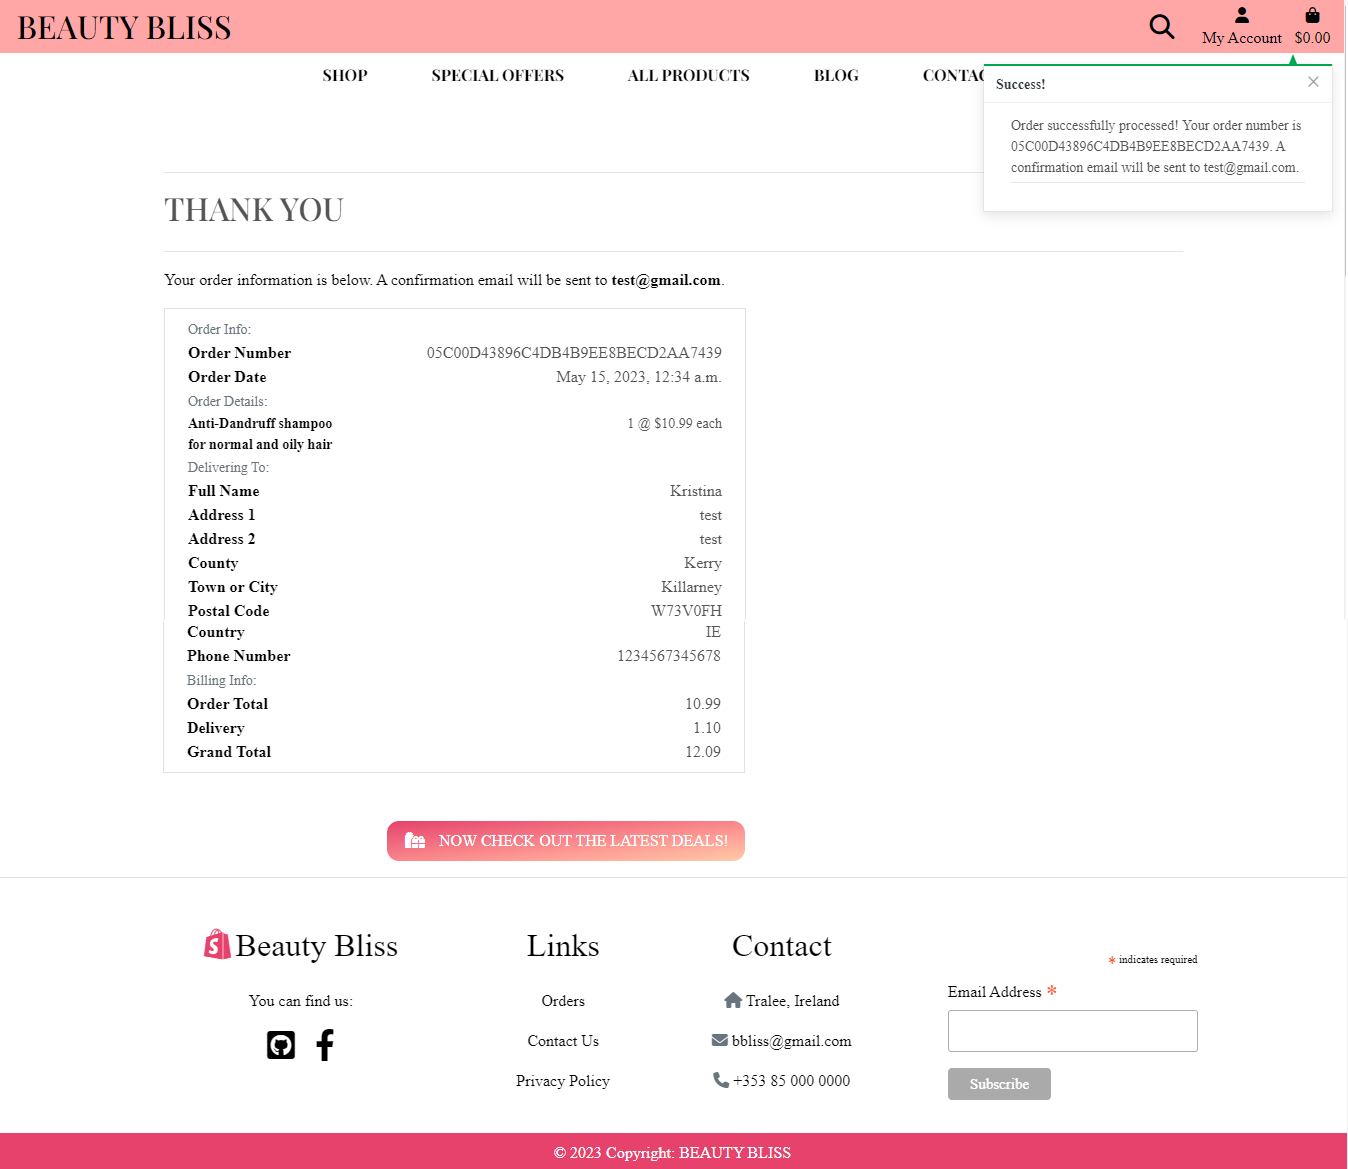 BEAUTY BLISS
My Account $0.00
SHOP SPECIAL OFFERS ALL PRODUCTS BLOG CONTAC
Success!
Order successfully processed! Your order number is
05C00D43896C4DB4B9EE8BECD2AA7439. A
confirmation email will be sent to test@gmail.com.
THANK YOU
Your order information is below. A confirmation email will be sent to test@gmail.com.
Order Info:
Order Number 05C00D43896C4DB4B9EE8BECD2AA7439
Order Date May 15, 2023, 12:34 a.m.
Order Details:
Anti-Dandruff shampoo 1 @ $10.99 each
for normal and oily hair
Delivering To:
Full Name Kristina
Address 1 test
Address 2 test
County Kerry
Town or City Killarney
Postal Code W73V0FH
Country IE
Phone Number 1234567345678
Billing Info:
Order Total 10.99
Delivery 1.10
Grand Total 12.09
NOW CHECK OUT THE LATEST DEALS!
Beauty Bliss
You can find us:
Links
Orders
Contact Us
Privacy Policy
Contact
Tralee, Ireland
bbliss@gmail.com
+353 85 000 0000
* indicates required
Email Address *
Subscribe
© 2023 Copyright: BEAUTY BLISS